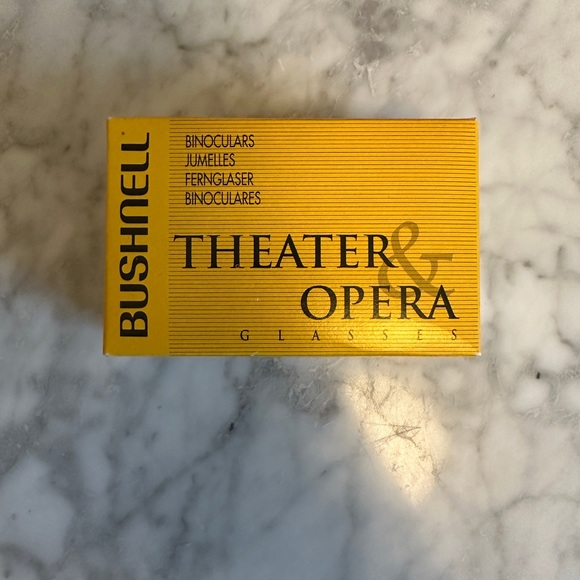 BUSHNELL
BINOCULARS
JUMELLES
FERNGLASER
BINOCULARES
THEATER &
OPERA
GLASSES